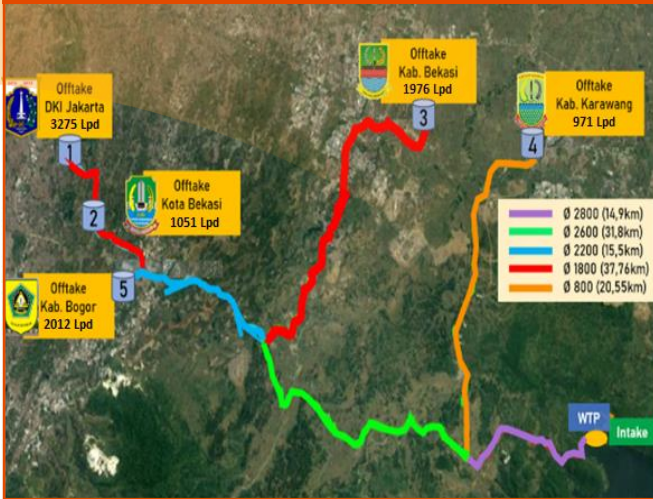 Offtake
DKI Jakarta
3275 Lpd
1
2
Offtake
Kota Bekasi
1051 Lpd
Offtake
Kab. Bogor
2012 Lpd
5
Offtake
Kab. Bekasi
1976 Lpd
3
Offtake
Kab. Karawang
971 Lpd
4
Ø 2800 (14,9km)
Ø 2600 (31,8km)
Ø 2200 (15,5km)
Ø 1800 (37,76km)
Ø 800 (20,55km)
WTP
Intake